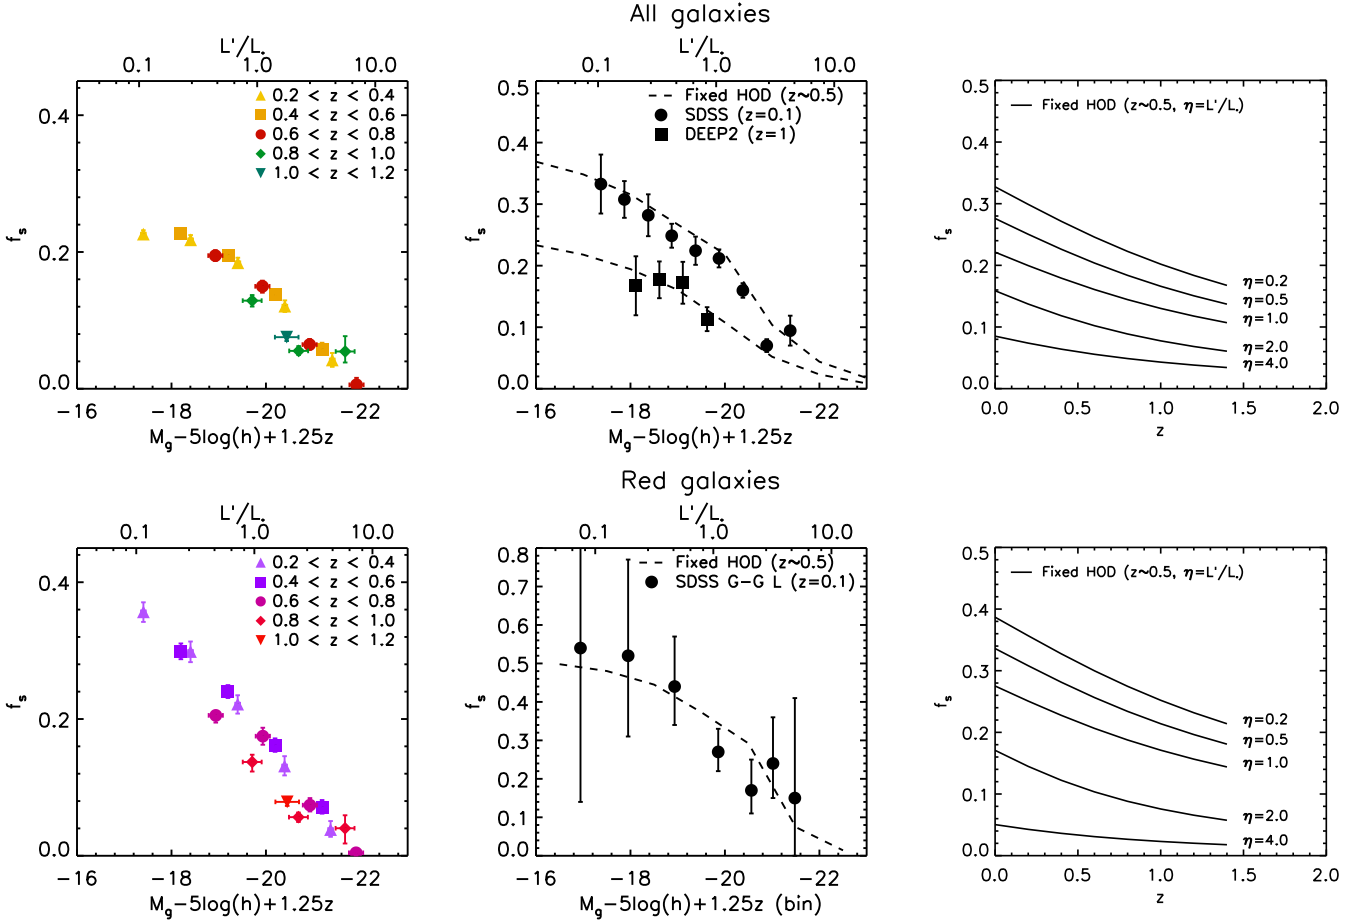 All galaxies
L'/L*
0.1 1.0 10.0
0.2 < z < 0.4
0.4 < z < 0.6
0.6 < z < 0.8
0.8 < z < 1.0
1.0 < z < 1.2
0.4
0.2
0.0
fs
-16 -18 -20 -22
Mg-5log(h)+1.25z
L'/L*
0.1 1.0 10.0
Fixed HOD (z~0.5)
SDSS (z=0.1)
DEEP2 (z=1)
0.5
0.4
0.3
0.2
0.1
0.0
fs
-16 -18 -20 -22
Mg-5log(h)+1.25z
Fixed HOD (z~0.5, η=L'/L*)
0.5
0.4
0.3
0.2
0.1
0.0
fs
η=0.2
η=0.5
η=1.0
η=2.0
η=4.0
0.0 0.5 1.0 1.5 2.0
z
Red galaxies
L'/L*
0.1 1.0 10.0
0.2 < z < 0.4
0.4 < z < 0.6
0.6 < z < 0.8
0.8 < z < 1.0
1.0 < z < 1.2
0.4
0.2
0.0
fs
-16 -18 -20 -22
Mg-5log(h)+1.25z
L'/L*
0.1 1.0 10.0
Fixed HOD (z~0.5)
SDSS G-G L (z=0.1)
0.8
0.7
0.6
0.5
0.4
0.3
0.2
0.1
0.0
fs
-16 -18 -20 -22
Mg-5log(h)+1.25z (bin)
Fixed HOD (z~0.5, η=L'/L*)
0.5
0.4
0.3
0.2
0.1
0.0
fs
η=0.2
η=0.5
η=1.0
η=2.0
η=4.0
0.0 0.5 1.0 1.5 2.0
z